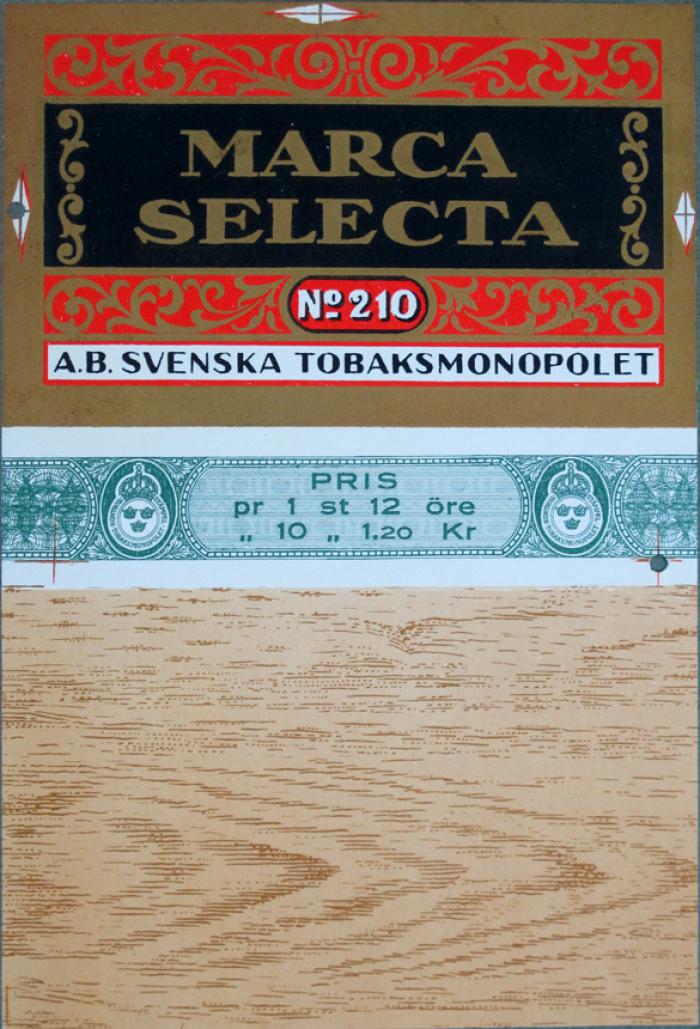 MARCA
SELECTA
Nº 210
A.B. SVENSKA TOBAKSMONOPOLET
PRIS
pr 1 st 12 öre
„ 10 „ 1.20 Kr